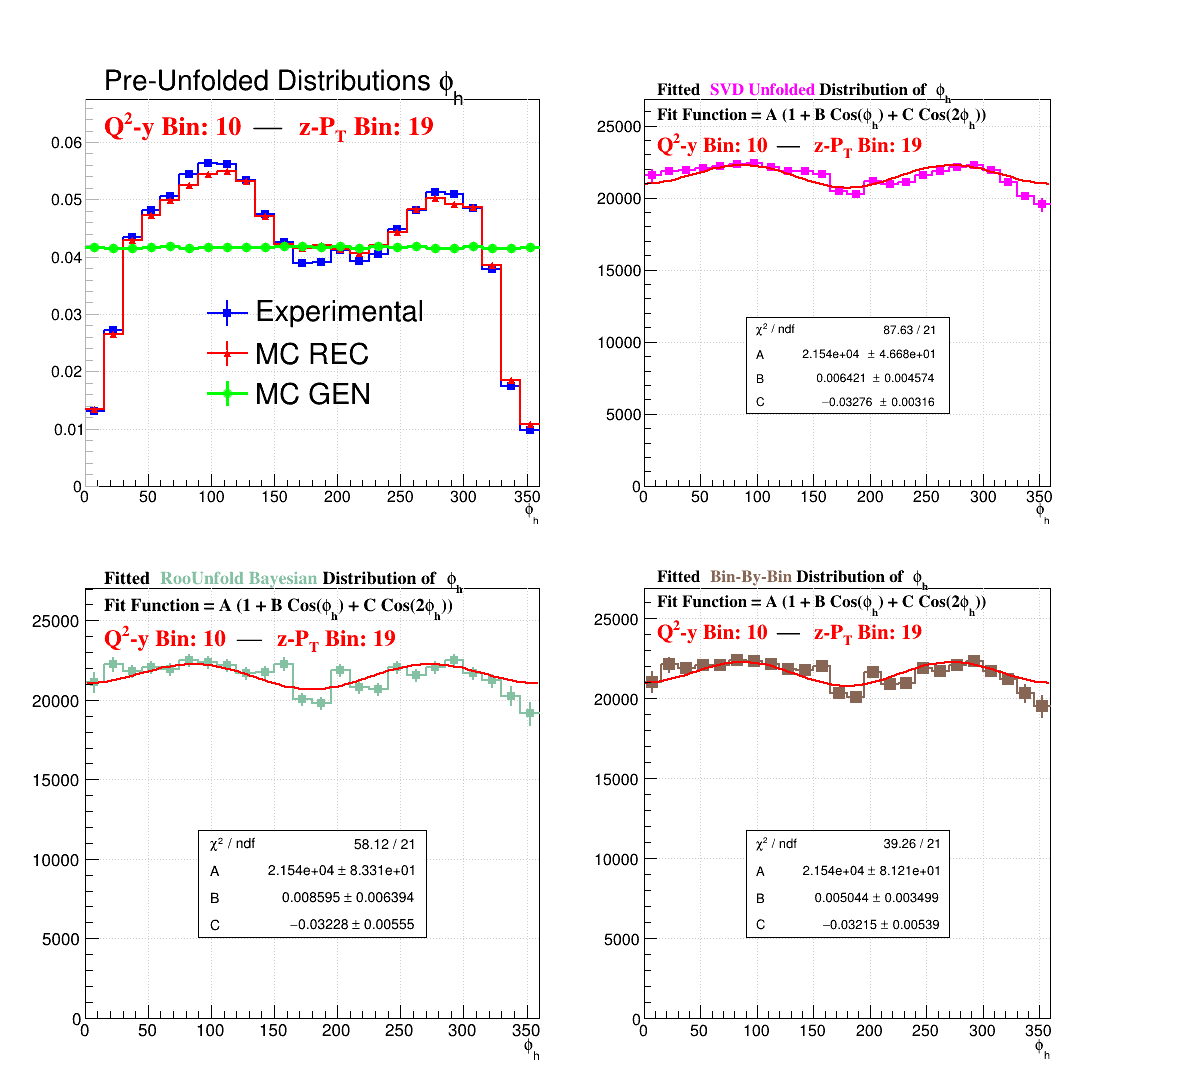 Pre-Unfolded Distributions ϕh
Q²-y Bin: 10 — z-PT Bin: 19
0.06
0.05
0.04
0.03
0.02
0.01
0
Experimental
MC REC
MC GEN
0 50 100 150 200 250 300 350
ϕh
Fitted SVD Unfolded Distribution of ϕh
Fit Function = A (1 + B Cos(ϕh) + C Cos(2ϕh))
Q²-y Bin: 10 — z-PT Bin: 19
25000
20000
15000
10000
5000
0
χ² / ndf 87.63 / 21
A 2.154e+04 ± 4.668e+01
B 0.006421 ± 0.004574
C −0.03276 ± 0.00316
0 50 100 150 200 250 300 350
ϕh
Fitted RooUnfold Bayesian Distribution of ϕh
Fit Function = A (1 + B Cos(ϕh) + C Cos(2ϕh))
Q²-y Bin: 10 — z-PT Bin: 19
25000
20000
15000
10000
5000
0
χ² / ndf 58.12 / 21
A 2.154e+04 ± 8.331e+01
B 0.008595 ± 0.006394
C −0.03228 ± 0.00555
0 50 100 150 200 250 300 350
ϕh
Fitted Bin-By-Bin Distribution of ϕh
Fit Function = A (1 + B Cos(ϕh) + C Cos(2ϕh))
Q²-y Bin: 10 — z-PT Bin: 19
25000
20000
15000
10000
5000
0
χ² / ndf 39.26 / 21
A 2.154e+04 ± 8.121e+01
B 0.005044 ± 0.003499
C −0.03215 ± 0.00539
0 50 100 150 200 250 300 350
ϕh